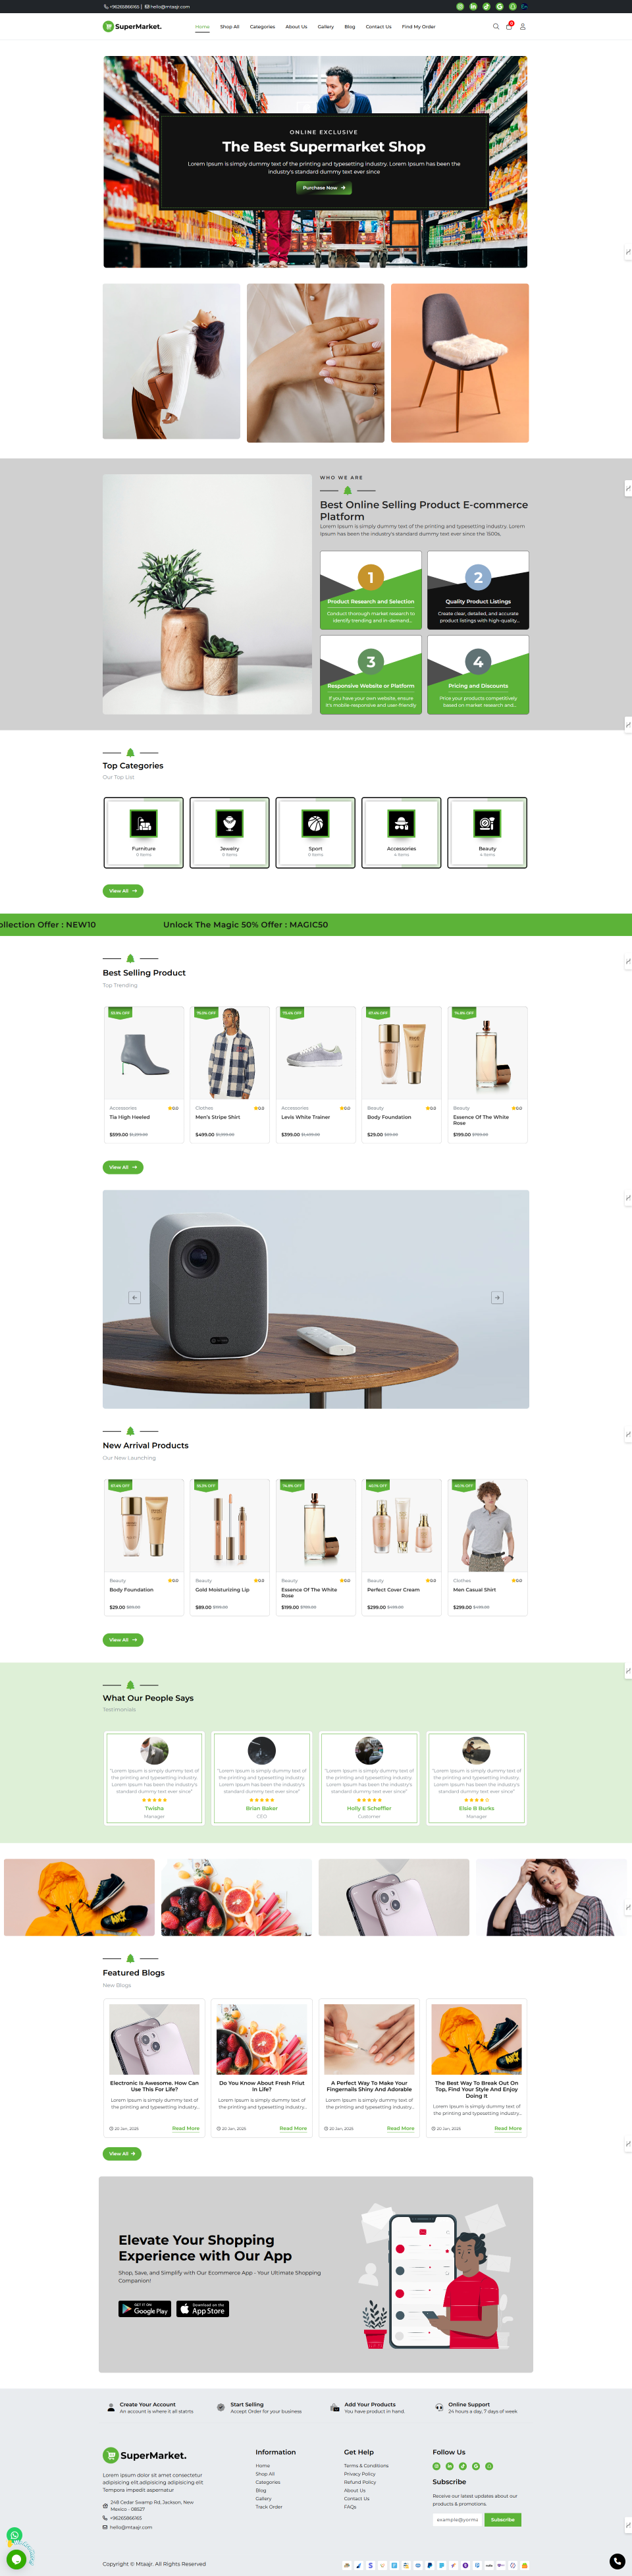 +96265866165 | hello@mtaajr.com
SuperMarket.
Home Shop All Categories About Us Gallery Blog Contact Us Find My Order
ONLINE EXCLUSIVE
The Best Supermarket Shop
Lorem Ipsum is simply dummy text of the printing and typesetting industry. Lorem Ipsum has been the
industry's standard dummy text ever since
Purchase Now
WHO WE ARE
Best Online Selling Product E-commerce
Platform
Lorem Ipsum is simply dummy text of the printing and typesetting industry. Lorem
Ipsum has been the industry's standard dummy text ever since the 1500s.
1 2
Product Research and Selection Quality Product Listings
Conduct thorough market research to Create clear, detailed, and accurate
identify trending and in-demand... product listings with high-quality...
3 4
Responsive Website or Platform Pricing and Discounts
If you have your own website, ensure Price your products competitively
it's mobile-responsive and user-friendly. based on market research and...
Top Categories
Our Top List
Furniture Jewelry Sport Accessories Beauty
0 items 0 items 0 items 4 items 4 items
View All
ollection Offer : NEW10 Unlock The Magic 50% Offer : MAGIC50
Best Selling Product
Top Trending
Accessories 0.0 Clothes 0.0 Accessories 0.0 Beauty 0.0 Beauty 0.0
Tia High Heeled Men's Stripe Shirt Levis White Trainer Body Foundation Essence Of The White
Rose
$599.00 $499.00 $399.00 $29.00 $199.00
View All
New Arrival Products
Our New Launching
Beauty 0.0 Beauty 0.0 Beauty 0.0 Beauty 0.0 Clothes 0.0
Body Foundation Gold Moisturizing Lip Essence Of The White Perfect Cover Cream Men Casual Shirt
Rose
$29.00 $89.00 $199.00 $299.00 $299.00
View All
What Our People Says
Testimonials
"Lorem Ipsum is simply dummy text of "Lorem Ipsum is simply dummy text of "Lorem Ipsum is simply dummy text of "Lorem Ipsum is simply dummy text of
the printing and typesetting industry. the printing and typesetting industry. the printing and typesetting industry. the printing and typesetting industry.
Lorem Ipsum has been the industry's Lorem Ipsum has been the industry's Lorem Ipsum has been the industry's Lorem Ipsum has been the industry's
standard dummy text ever since" standard dummy text ever since" standard dummy text ever since" standard dummy text ever since"
Twisha Brian Baker Holly E Scheffler Elsie B Burks
Manager CEO Customer Manager
Featured Blogs
New Blogs
Electronic Is Awesome. How Can Do You Know About Fresh Friut A Perfect Way To Make Your The Best Way To Break Out On
Use This For Life? In Life? Fingernails Shiny And Adorable Top, Find Your Style And Enjoy
Doing It
Lorem Ipsum is simply dummy text of Lorem Ipsum is simply dummy text of Lorem Ipsum is simply dummy text of Lorem Ipsum is simply dummy text of
the printing and typesetting industry... the printing and typesetting industry... the printing and typesetting industry... the printing and typesetting industry...
20 Jan, 2025 Read More 20 Jan, 2025 Read More 20 Jan, 2025 Read More 20 Jan, 2025 Read More
View All
Elevate Your Shopping
Experience with Our App
Shop, Save, and Simplify with Our Ecommerce App - Your Ultimate Shopping
Companion!
GET IT ON
Google Play
Download on the
App Store
Create Your Account Start Selling Add Your Products Online Support
An account is where it all starts Accept Order for your business You have product in hand. 24 hours a day, 7 days of week
SuperMarket.
Lorem ipsum dolor sit amet consectetur
adipisicing elit.adipisicing adipisicing elit
Tempora impedit aspernatur
248 Cedar Swamp Rd, Jackson, New
Mexico - 08527
+96265866165
hello@mtaajr.com
Information
Home
Shop All
Categories
Blog
Gallery
Track Order
Get Help
Terms & Conditions
Privacy Policy
Refund Policy
About Us
Contact Us
FAQs
Follow Us
Subscribe
Receive our latest updates about our
products & promotions.
Subscribe
Copyright © Mtaajr. All Rights Reserved